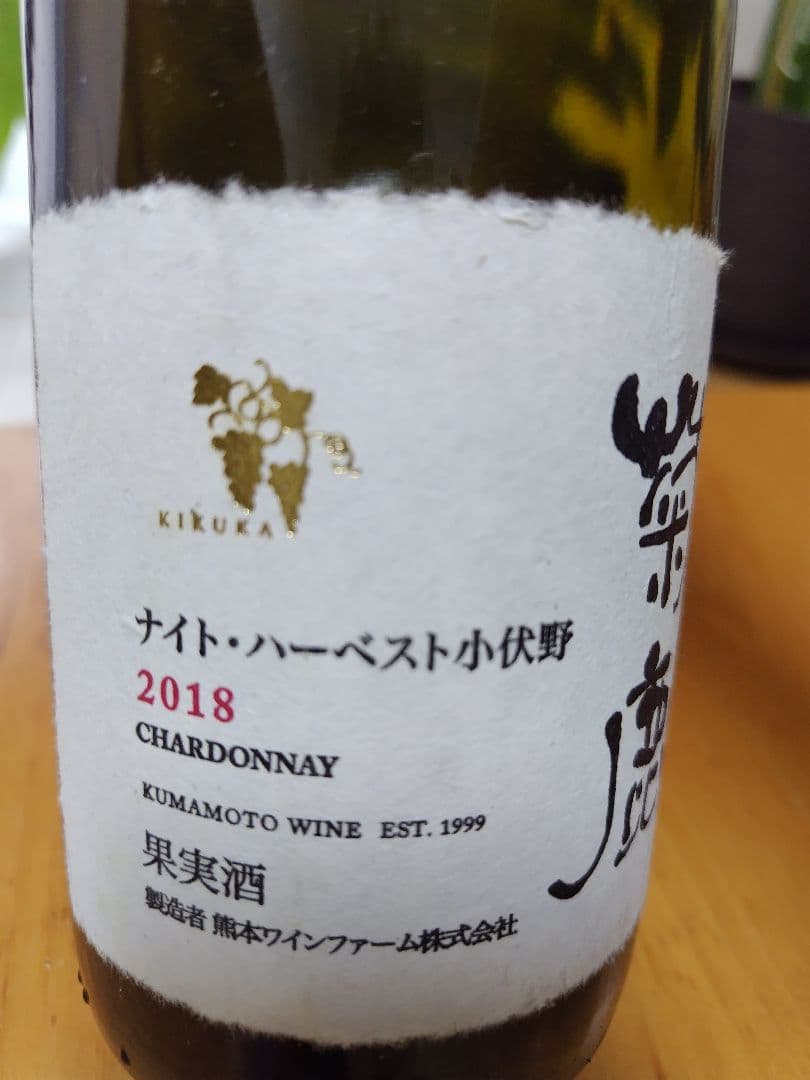 KIKUKA
ナイト・ハーベスト小伏野
2018
CHARDONNAY
KUMAMOTO WINE EST. 1999
果実酒
製造者 熊本ワインファーム株式会社
菊鹿